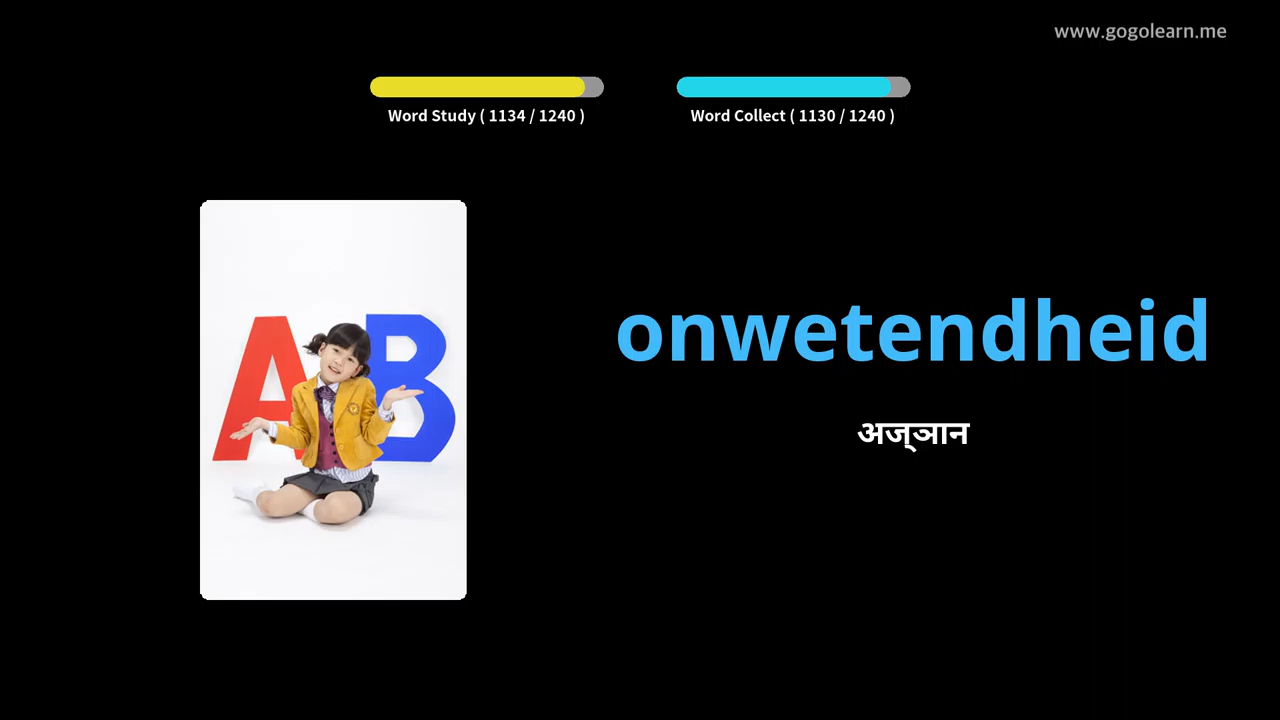 www.gogolearn.me
Word Study ( 1134 / 1240 )
Word Collect ( 1130 / 1240 )
A B
onwetendheid
अज्ञान